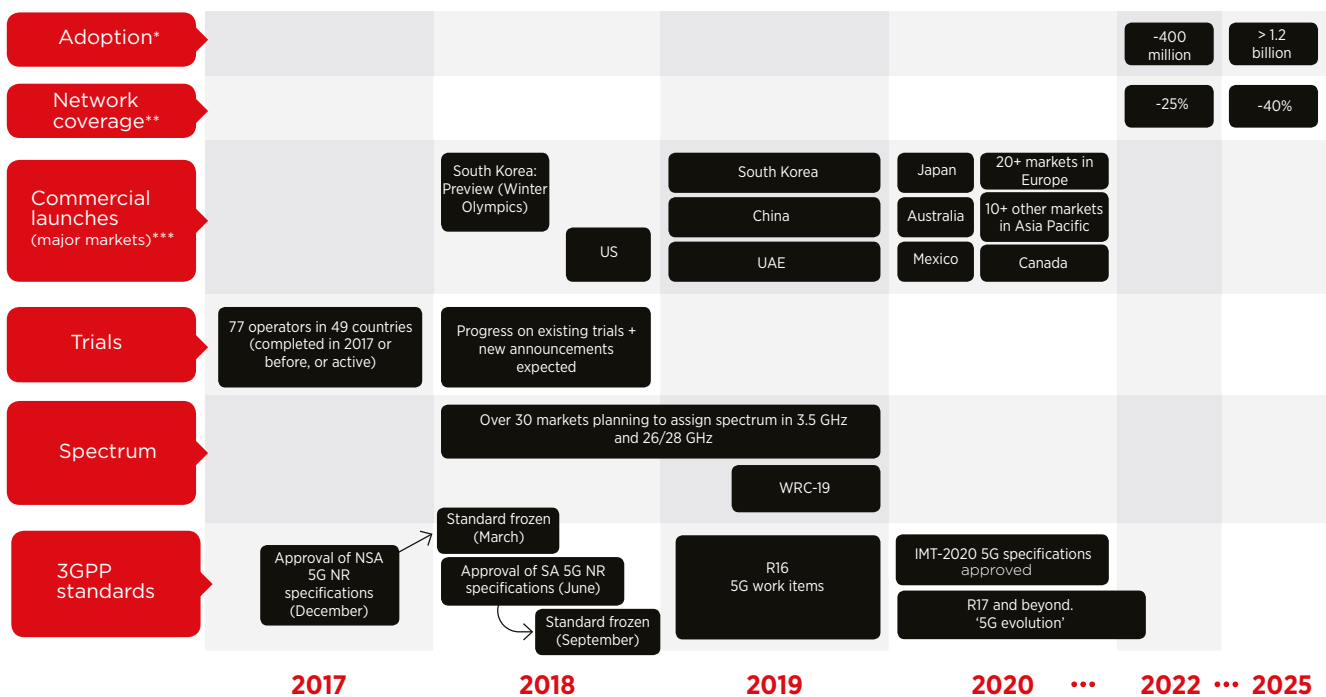 Adoption*
-400
million
> 1.2
billion
Network
coverage**
-25%
-40%
Commercial
launches
(major markets)***
South Korea:
Preview (Winter
Olympics)
US
South Korea
China
UAE
Japan
Australia
Mexico
20+ markets in
Europe
10+ other markets
in Asia Pacific
Canada
Trials
77 operators in 49 countries
(completed in 2017 or
before, or active)
Progress on existing trials +
new announcements
expected
Spectrum
Over 30 markets planning to assign spectrum in 3.5 GHz
and 26/28 GHz
WRC-19
3GPP
standards
Approval of NSA
5G NR
specifications
(December)
Standard frozen
(March)
Approval of SA 5G NR
specifications (June)
Standard frozen
(September)
R16
5G work items
IMT-2020 5G specifications
approved
R17 and beyond.
‘5G evolution’
2017
2018
2019
2020 ... 2022 ... 2025